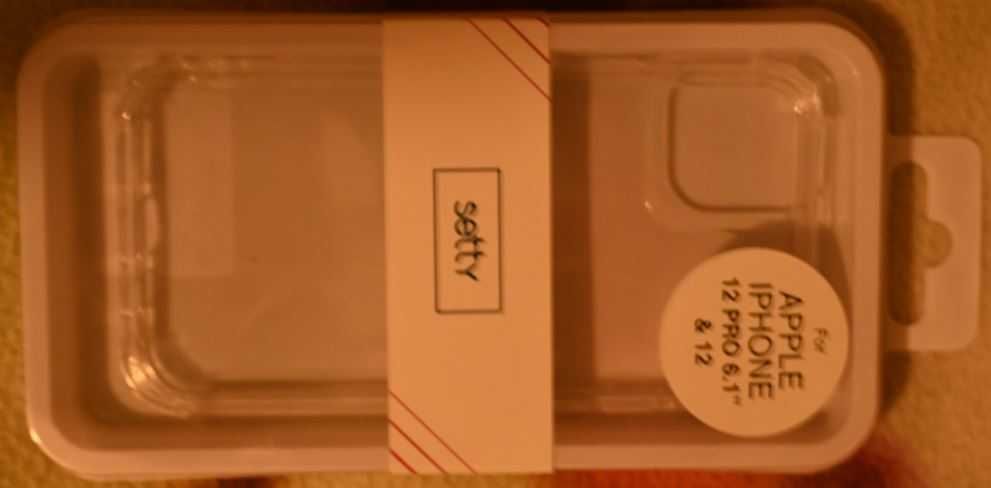 setty
For
APPLE
IPHONE
12 PRO 6.1"
& 12